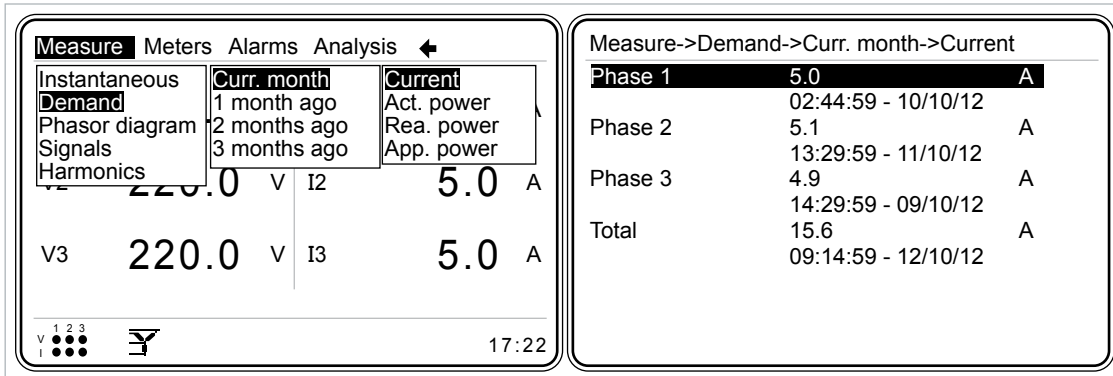 Measure Meters Alarms Analysis
Instantaneous Curr. month Current
Demand 1 month ago Act. power
Phasor diagram 2 months ago Rea. power
Signals 3 months ago App. power
Harmonics
220.0 V I2 5.0 A
V3 220.0 V I3 5.0 A
1 2 3
V
I
17:22
Measure->Demand->Curr. month->Current
Phase 1 5.0 A
02:44:59 - 10/10/12
Phase 2 5.1 A
13:29:59 - 11/10/12
Phase 3 4.9 A
14:29:59 - 09/10/12
Total 15.6 A
09:14:59 - 12/10/12